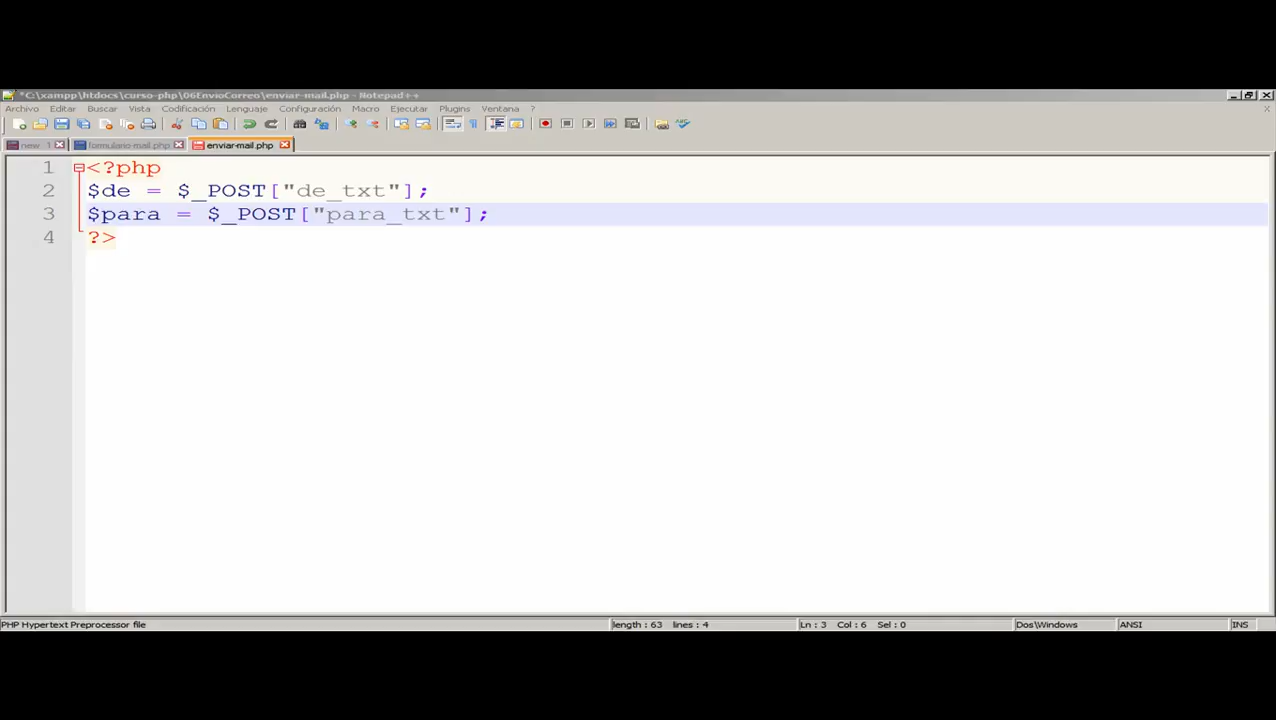 *C:\xampp\htdocs\curso-php\06EnvioCorreo\enviar-mail.php - Notepad++
Archivo Editar Buscar Vista Codificación Lenguaje Configuración Macro Ejecutar Plugins Ventana ?
new 1 formulario-mail.php enviar-mail.php
1 <?php
2 $de = $_POST["de_txt"];
3 $para = $_POST["para_txt"];
4 ?>
PHP Hypertext Preprocessor file length : 63 lines : 4 Ln : 3 Col : 6 Sel : 0 Dos\Windows ANSI INS